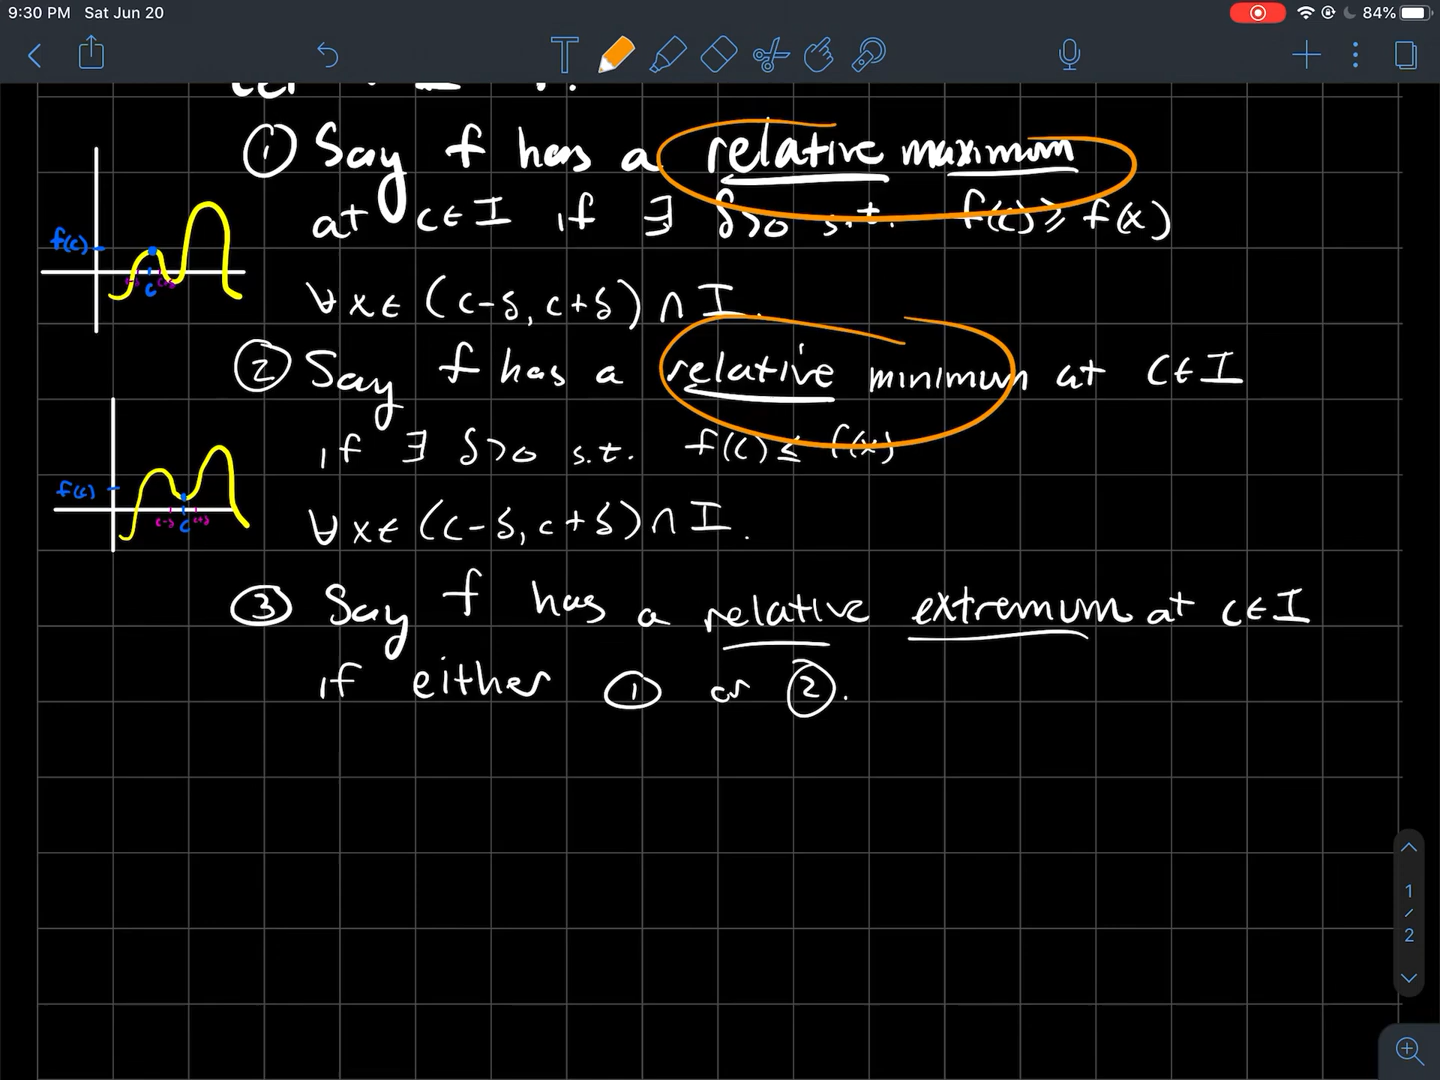 9:30 PM Sat Jun 20
84%
① Say f has a relative maximum
at c ∈ I if ∃ δ>0 s.t. f(c) ≥ f(x)
f(c)
c
∀ x ∈ (c-δ, c+δ) ∩ I.
② Say f has a relative minimum at c ∈ I
if ∃ δ>0 s.t. f(c) ≤ f(x)
f(c)
c-δ c c+δ
∀ x ∈ (c-δ, c+δ) ∩ I.
③ Say f has a relative extremum at c ∈ I
if either ① or ②.
1
/
2